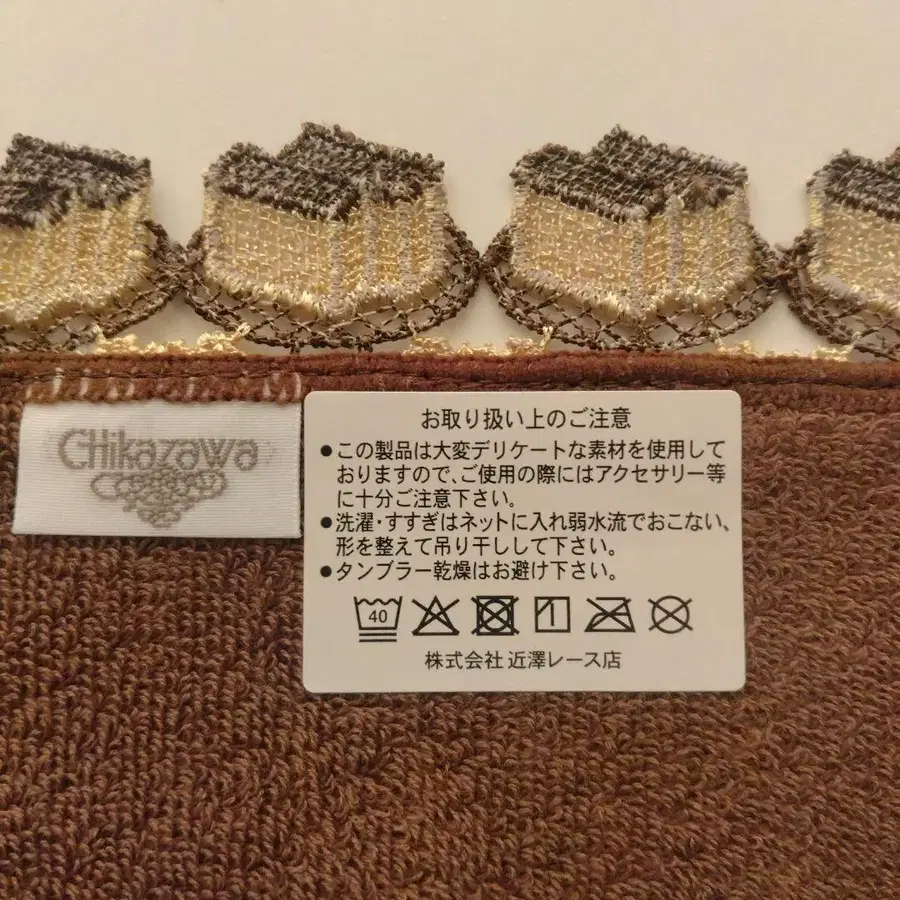 Chikazawa
お取り扱い上のご注意
●この製品は大変デリケートな素材を使用して
おりますので、ご使用の際にはアクセサリー等
に十分ご注意下さい。
●洗濯・すすぎはネットに入れ弱水流でおこない、
形を整えて吊り干しして下さい。
●タンブラー乾燥はお避け下さい。
40
株式会社 近澤レース店